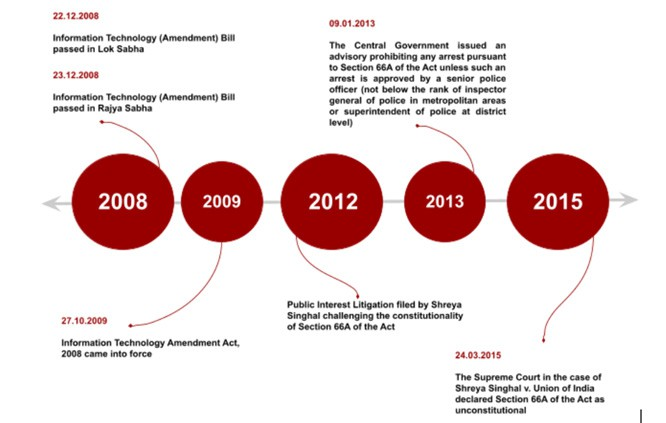 22.12.2008
Information Technology (Amendment) Bill
passed in Lok Sabha
23.12.2008
Information Technology (Amendment) Bill
passed in Rajya Sabha
09.01.2013
The Central Government issued an
advisory prohibiting any arrest pursuant
to Section 66A of the Act unless such an
arrest is approved by a senior police
officer (not below the rank of inspector
general of police in metropolitan areas
or superintendent of police at district
level)
2008
2009
2012
2013
2015
27.10.2009
Information Technology Amendment Act,
2008 came into force
Public Interest Litigation filed by Shreya
Singhal challenging the constitutionality
of Section 66A of the Act
24.03.2015
The Supreme Court in the case of
Shreya Singhal v. Union of India
declared Section 66A of the Act as
unconstitutional